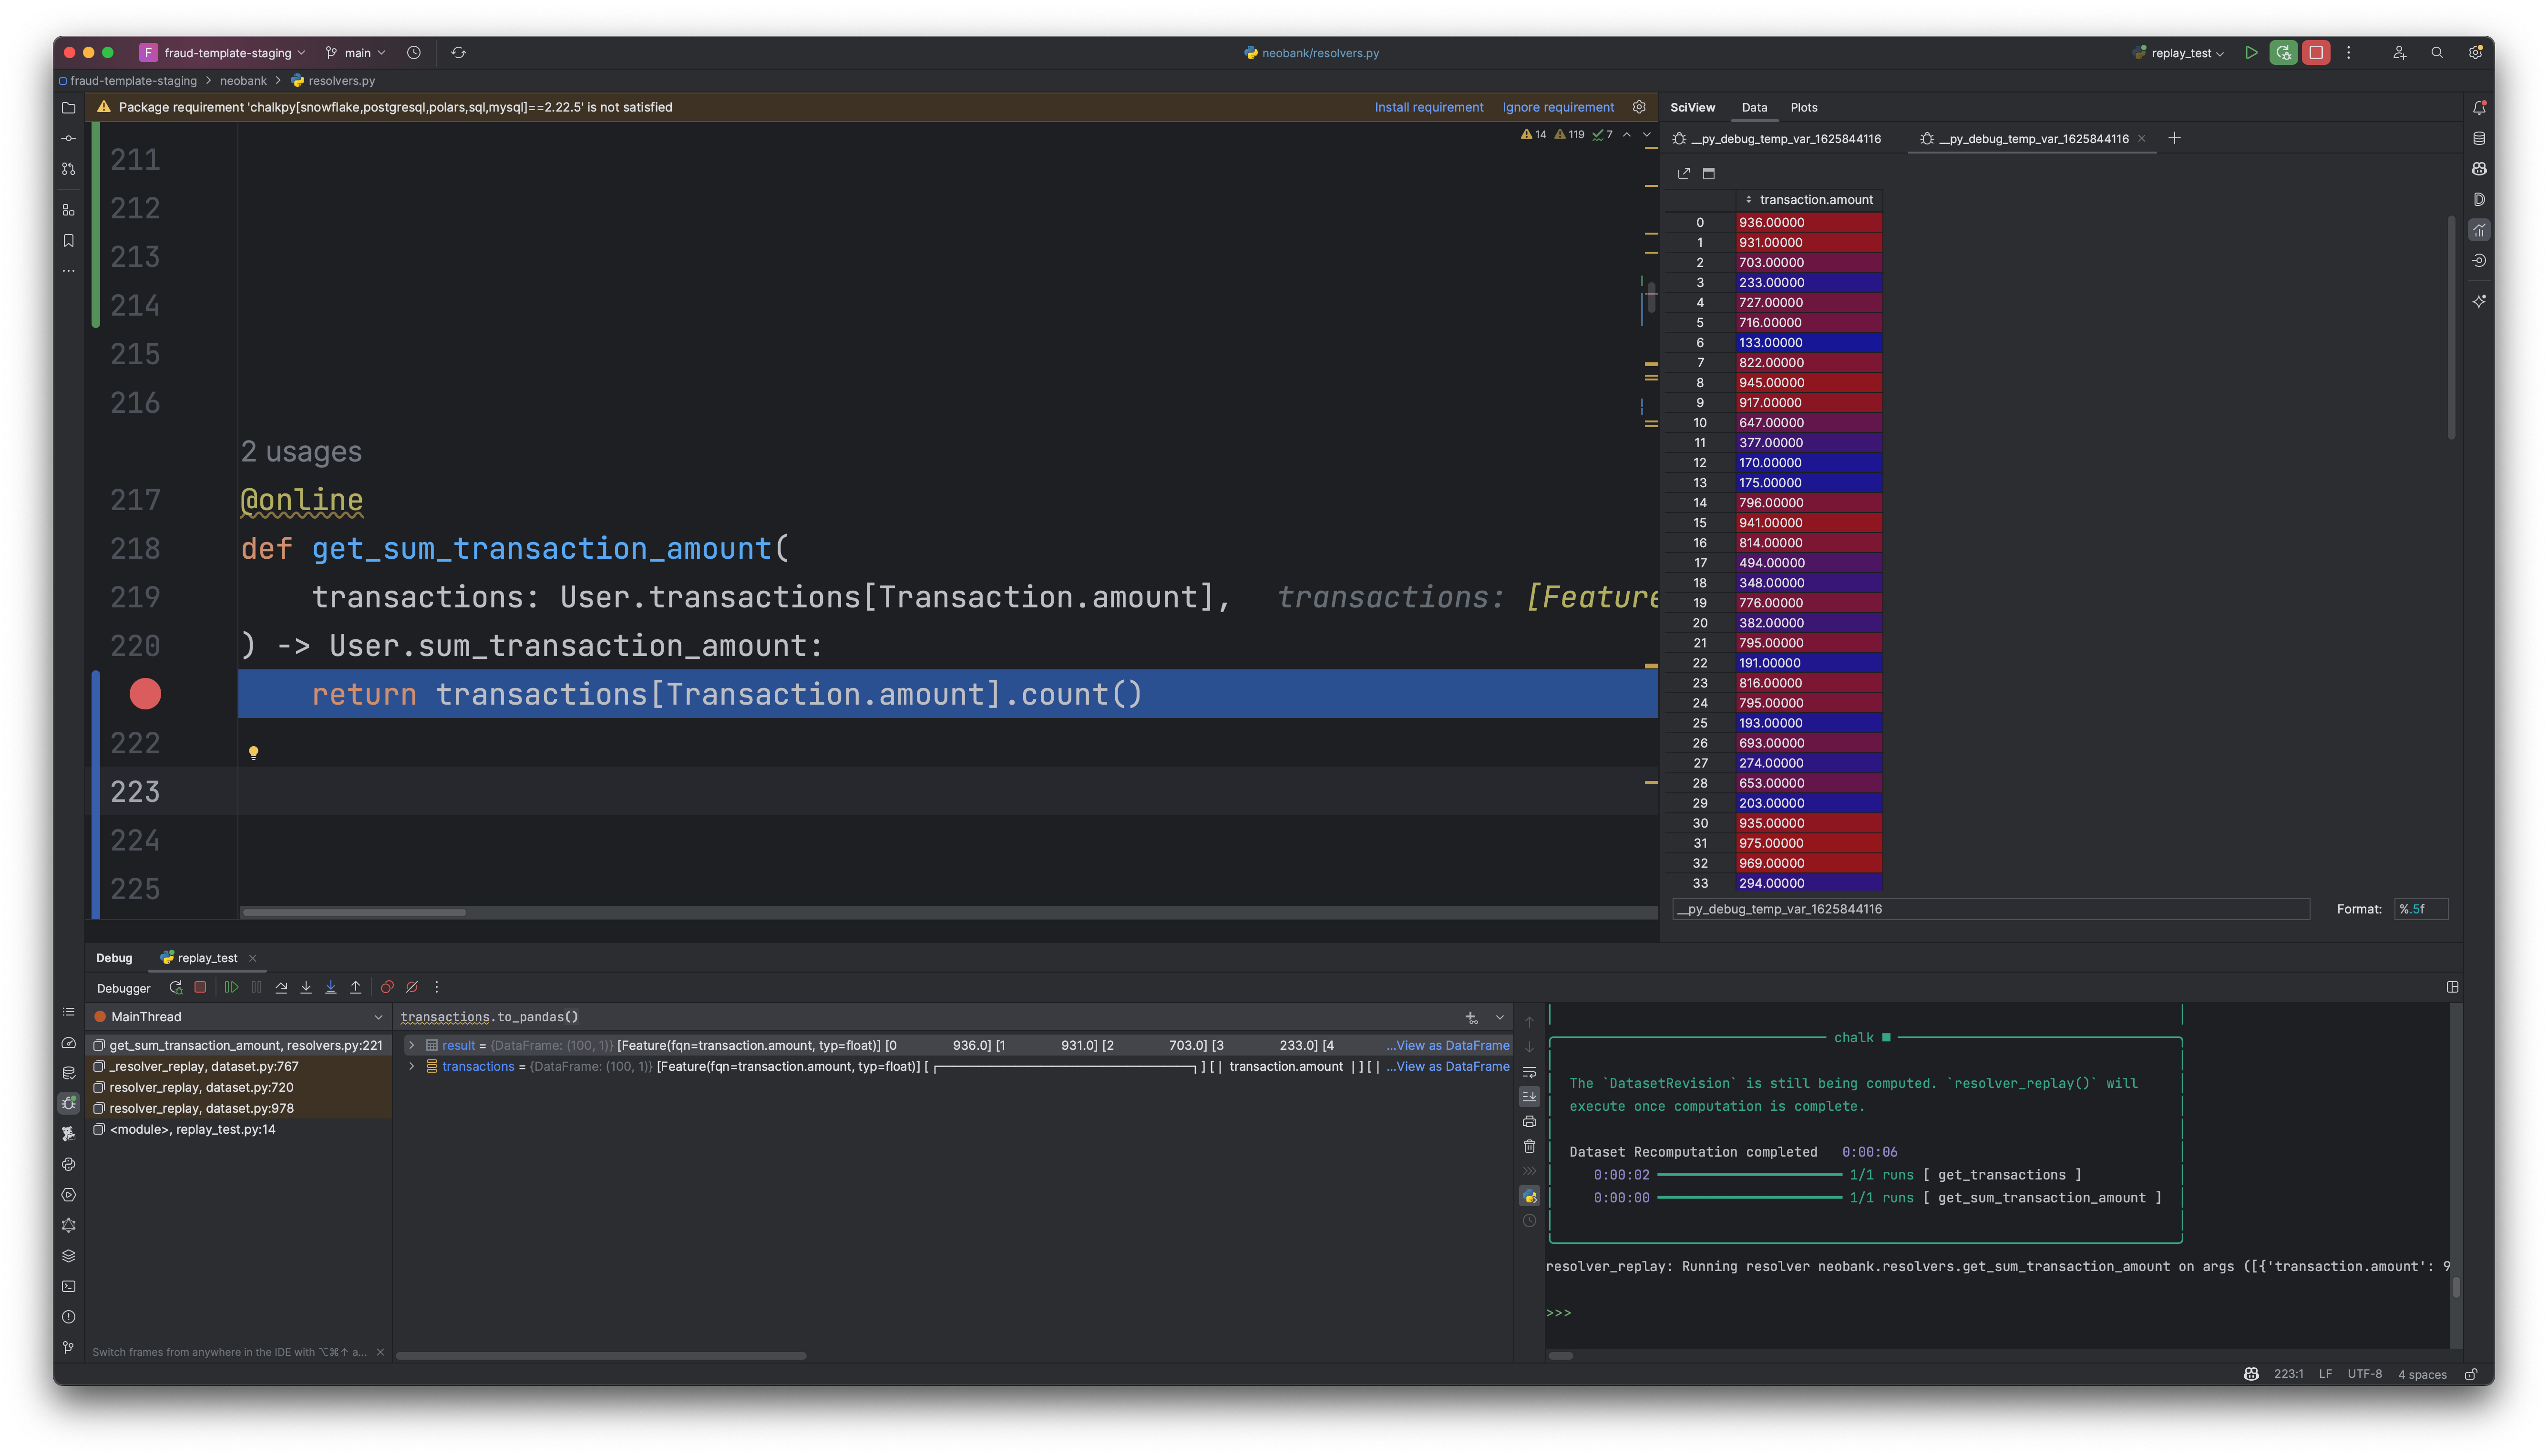 F fraud-template-staging main
neobank/resolvers.py
replay_test
fraud-template-staging > neobank > resolvers.py
Package requirement 'chalkpy[snowflake,postgresql,polars,sql,mysql]==2.22.5' is not satisfied
Install requirement Ignore requirement
14 119 7
211
212
213
214
215
216
2 usages
217 @online
218 def get_sum_transaction_amount(
219 transactions: User.transactions[Transaction.amount], transactions: [Feature
220 ) -> User.sum_transaction_amount:
return transactions[Transaction.amount].count()
222
223
224
225
SciView Data Plots
__py_debug_temp_var_1625844116 __py_debug_temp_var_1625844116
transaction.amount
0 936.00000
1 931.00000
2 703.00000
3 233.00000
4 727.00000
5 716.00000
6 133.00000
7 822.00000
8 945.00000
9 917.00000
10 647.00000
11 377.00000
12 170.00000
13 175.00000
14 796.00000
15 941.00000
16 814.00000
17 494.00000
18 348.00000
19 776.00000
20 382.00000
21 795.00000
22 191.00000
23 816.00000
24 795.00000
25 193.00000
26 693.00000
27 274.00000
28 653.00000
29 203.00000
30 935.00000
31 975.00000
32 969.00000
33 294.00000
__py_debug_temp_var_1625844116 Format: %.5f
Debug replay_test
Debugger
MainThread
get_sum_transaction_amount, resolvers.py:221
_resolver_replay, dataset.py:767
resolver_replay, dataset.py:720
resolver_replay, dataset.py:978
<module>, replay_test.py:14
Switch frames from anywhere in the IDE with ⌥⌘↑ a...
transactions.to_pandas()
result = {DataFrame: (100, 1)} [Feature(fqn=transaction.amount, typ=float)] [0 936.0] [1 931.0] [2 703.0] [3 233.0] [4 ...View as DataFrame
transactions = {DataFrame: (100, 1)} [Feature(fqn=transaction.amount, typ=float)] [ ] [ | transaction.amount | ] [ | ...View as DataFrame
chalk
The `DatasetRevision` is still being computed. `resolver_replay()` will
execute once computation is complete.
Dataset Recomputation completed 0:00:06
0:00:02 1/1 runs [ get_transactions ]
0:00:00 1/1 runs [ get_sum_transaction_amount ]
resolver_replay: Running resolver neobank.resolvers.get_sum_transaction_amount on args ([{'transaction.amount': 9
>>>
223:1 LF UTF-8 4 spaces